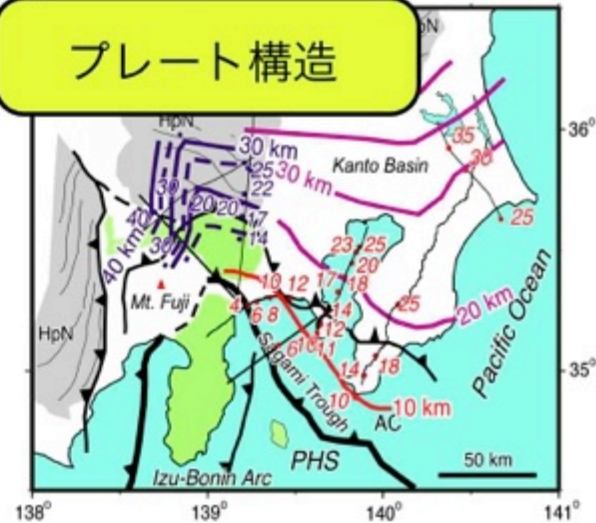 プレート構造
HpN
30 km
25
22
30 km
Kanto Basin
36°
35
30
25
30
20
20
17
14
40
30
40 km
23
25
20
17
18
Mt. Fuji
10
12
4
6
8
14
12
25
20 km
6
10
11
HpN
14
18
35°
Sagami Trough
10
10 km
AC
Pacific Ocean
PHS
50 km
Izu-Bonin Arc
138°
139°
140°
141°